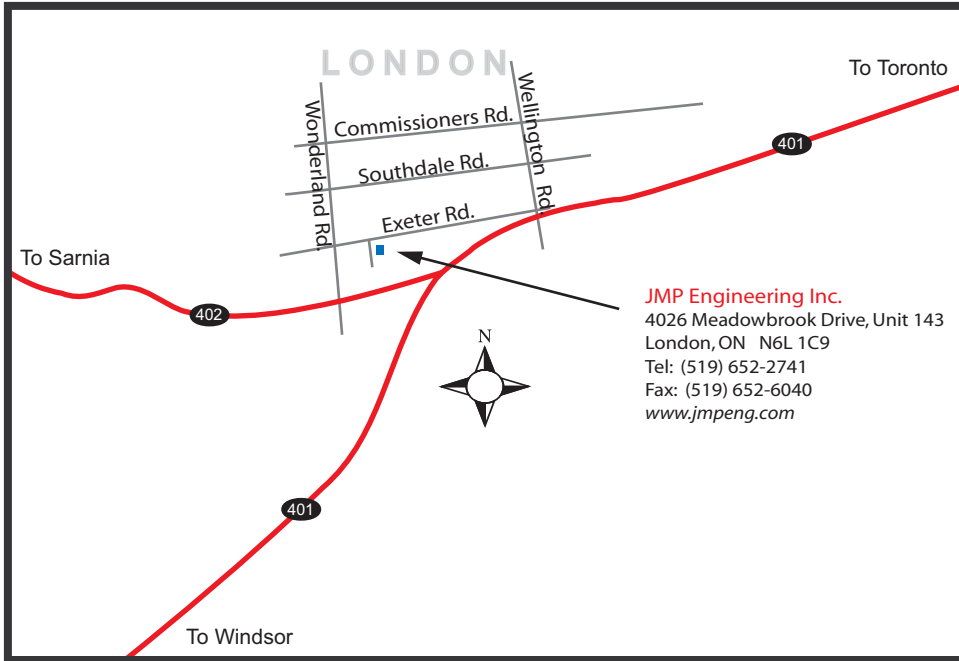 LONDON
To Toronto
Wonderland Rd.
Wellington Rd.
Commissioners Rd.
401
Southdale Rd.
Exeter Rd.
To Sarnia
402
JMP Engineering Inc.
4026 Meadowbrook Drive, Unit 143
London, ON N6L 1C9
Tel: (519) 652-2741
Fax: (519) 652-6040
www.jmpeng.com
N
401
To Windsor